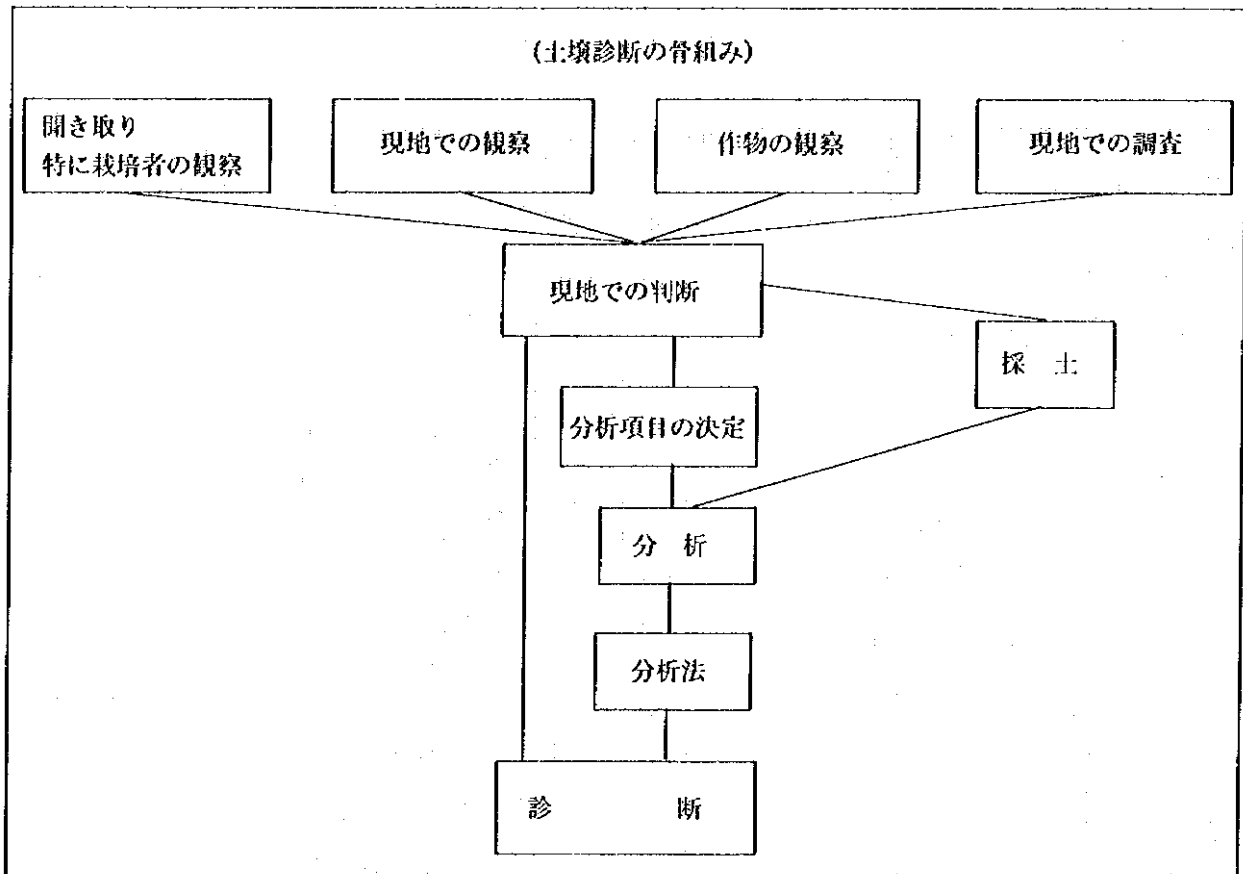 (土壌診断の骨組み)
聞き取り
特に栽培者の観察
現地での観察
作物の観察
現地での調査
現地での判断
採 土
分析項目の決定
分 析
分析法
診 断